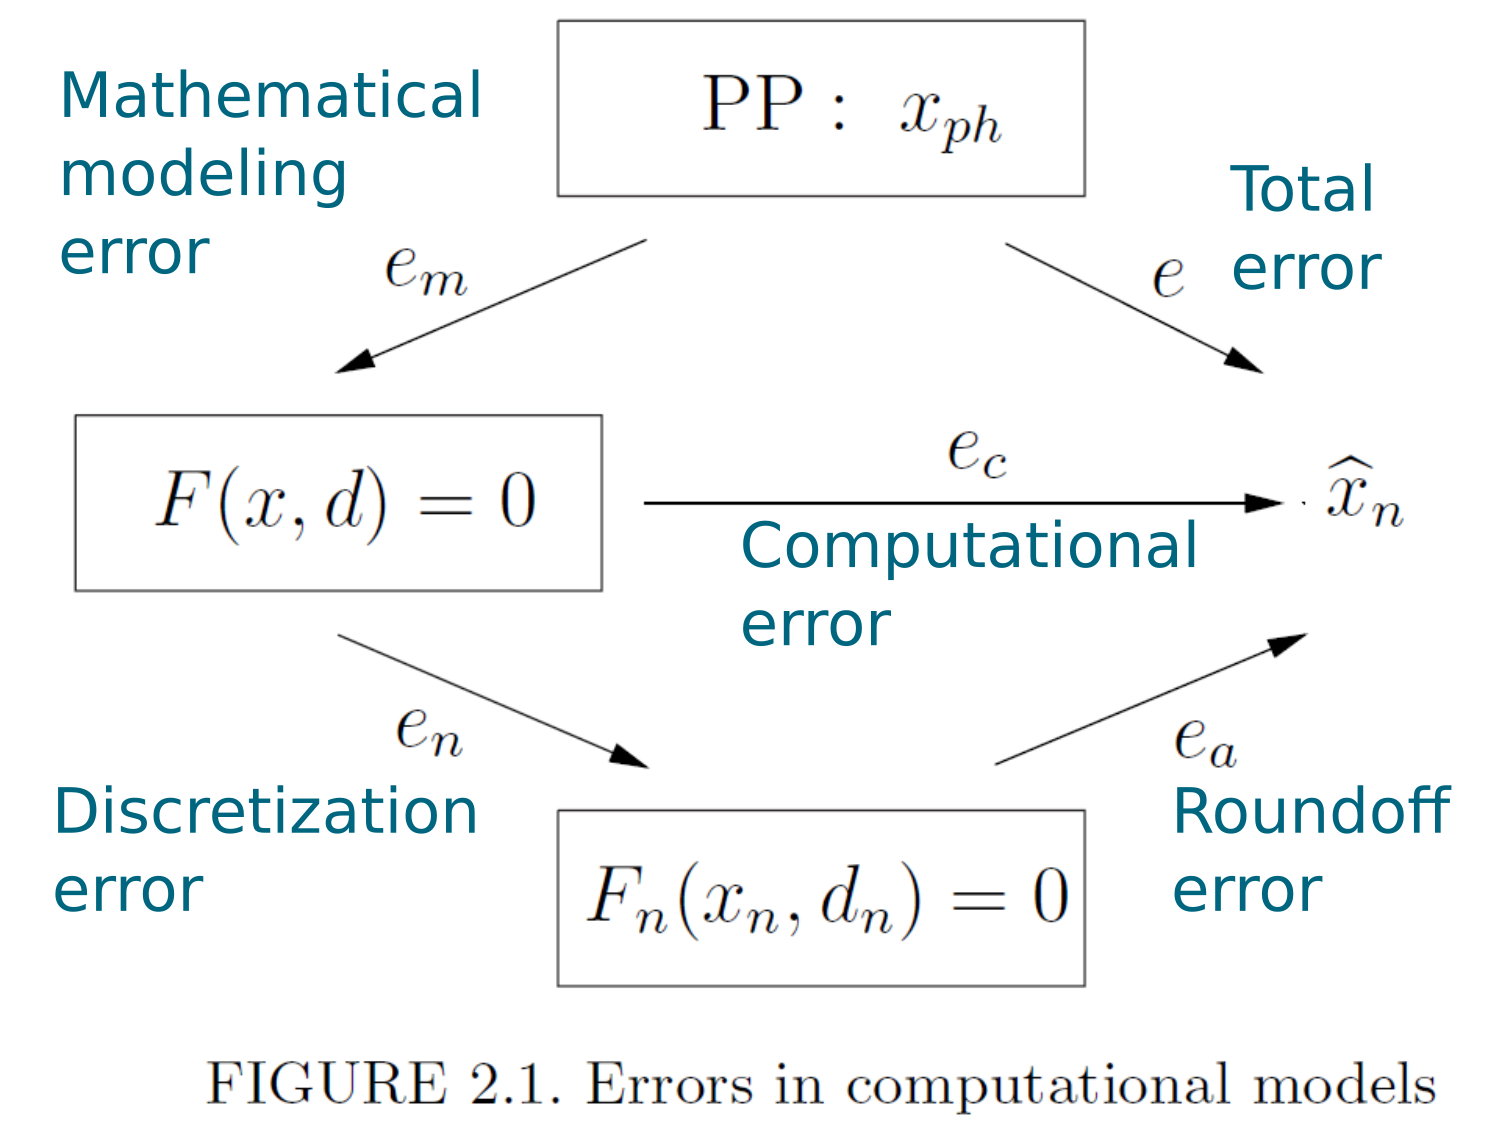 PP : x_{ph}
Mathematical
modeling
error
e_m
Total
error
e
F(x, d) = 0
e_c
\widehat{x}_n
Computational
error
e_n
e_a
Discretization
error
Roundoff
error
F_n(x_n, d_n) = 0
FIGURE 2.1. Errors in computational models